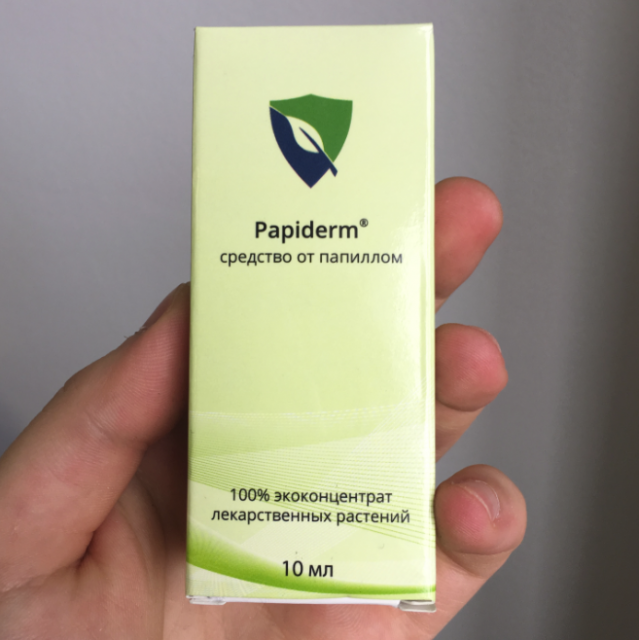 Papiderm®
средство от папиллом
100% экоконцентрат
лекарственных растений
10 мл